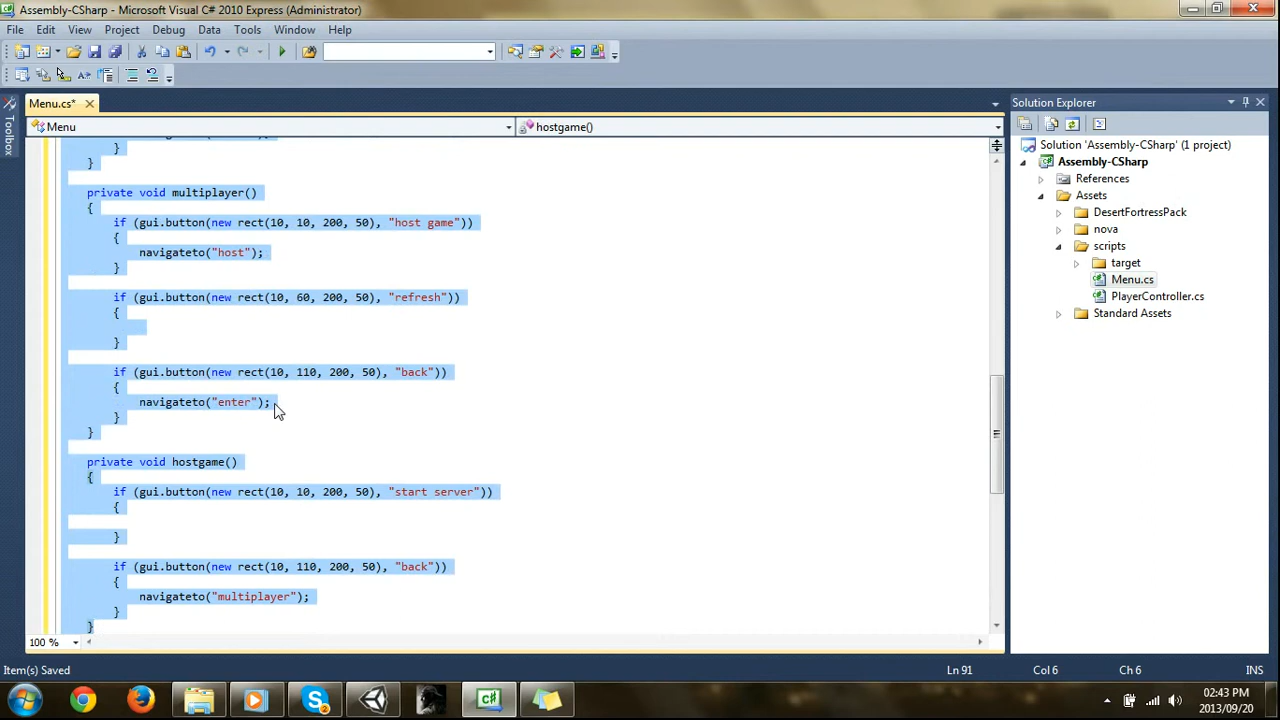 Assembly-CSharp - Microsoft Visual C# 2010 Express (Administrator)
File Edit View Project Debug Data Tools Window Help
Menu.cs*
Menu
hostgame()
Toolbox
}
}
private void multiplayer()
{
if (gui.button(new rect(10, 10, 200, 50), "host game"))
{
navigateto("host");
}
if (gui.button(new rect(10, 60, 200, 50), "refresh"))
{
}
if (gui.button(new rect(10, 110, 200, 50), "back"))
{
navigateto("enter");
}
}
private void hostgame()
{
if (gui.button(new rect(10, 10, 200, 50), "start server"))
{
}
if (gui.button(new rect(10, 110, 200, 50), "back"))
{
navigateto("multiplayer");
}
}
100 %
Solution Explorer
Solution 'Assembly-CSharp' (1 project)
Assembly-CSharp
References
Assets
DesertFortressPack
nova
scripts
target
Menu.cs
PlayerController.cs
Standard Assets
Item(s) Saved Ln 91 Col 6 Ch 6 INS
02:43 PM
2013/09/20